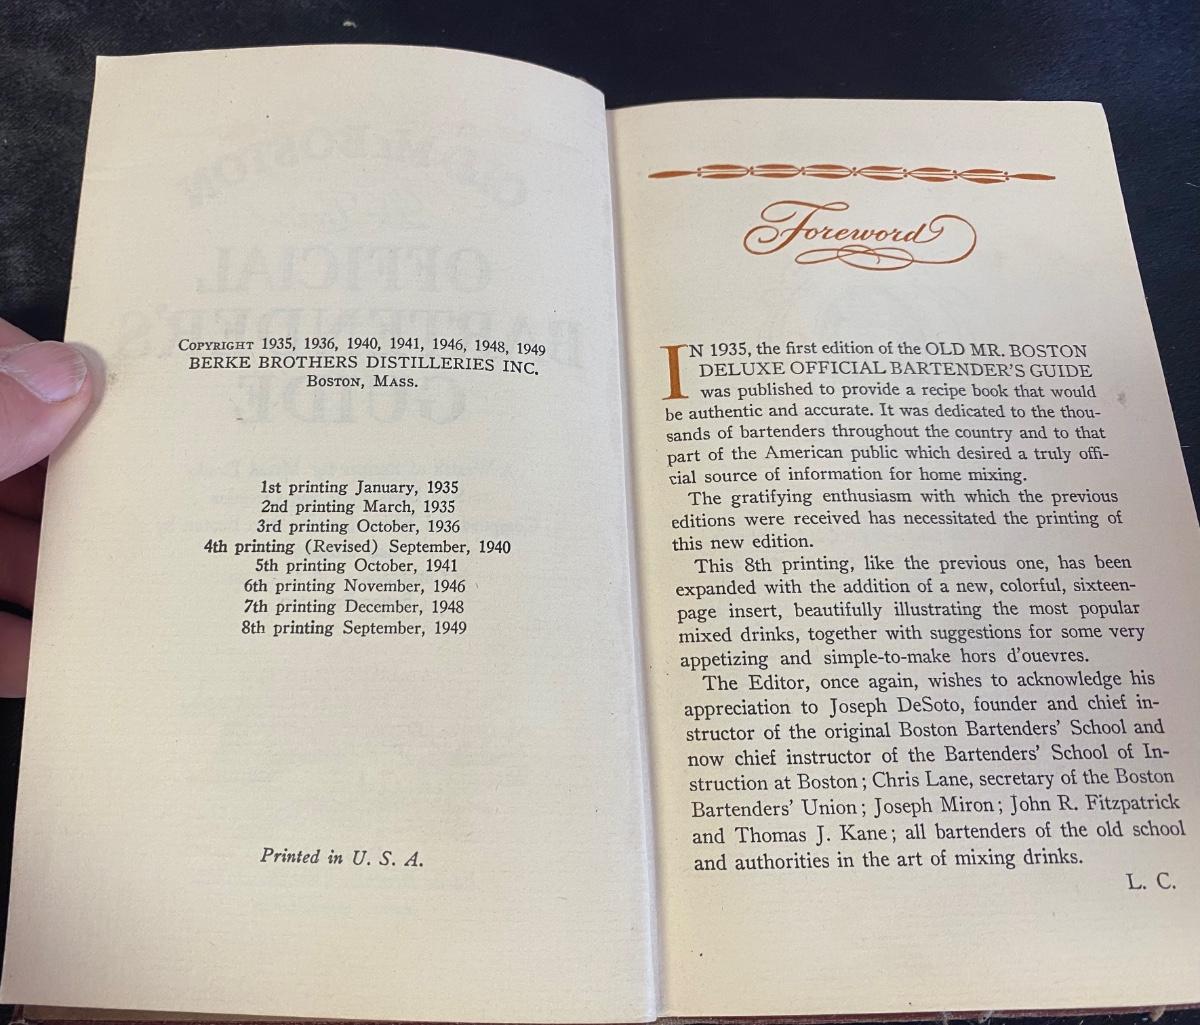 COPYRIGHT 1935, 1936, 1940, 1941, 1946, 1948, 1949
BERKE BROTHERS DISTILLERIES INC.
BOSTON, MASS.
1st printing January, 1935
2nd printing March, 1935
3rd printing October, 1936
4th printing (Revised) September, 1940
5th printing October, 1941
6th printing November, 1946
7th printing December, 1948
8th printing September, 1949
Printed in U. S. A.
Foreword
IN 1935, the first edition of the OLD MR. BOSTON
DELUXE OFFICIAL BARTENDER'S GUIDE
was published to provide a recipe book that would
be authentic and accurate. It was dedicated to the thou-
sands of bartenders throughout the country and to that
part of the American public which desired a truly offi-
cial source of information for home mixing.
The gratifying enthusiasm with which the previous
editions were received has necessitated the printing of
this new edition.
This 8th printing, like the previous one, has been
expanded with the addition of a new, colorful, sixteen-
page insert, beautifully illustrating the most popular
mixed drinks, together with suggestions for some very
appetizing and simple-to-make hors d'ouevres.
The Editor, once again, wishes to acknowledge his
appreciation to Joseph DeSoto, founder and chief in-
structor of the original Boston Bartenders' School and
now chief instructor of the Bartenders' School of In-
struction at Boston; Chris Lane, secretary of the Boston
Bartenders' Union; Joseph Miron; John R. Fitzpatrick
and Thomas J. Kane; all bartenders of the old school
and authorities in the art of mixing drinks.
L. C.